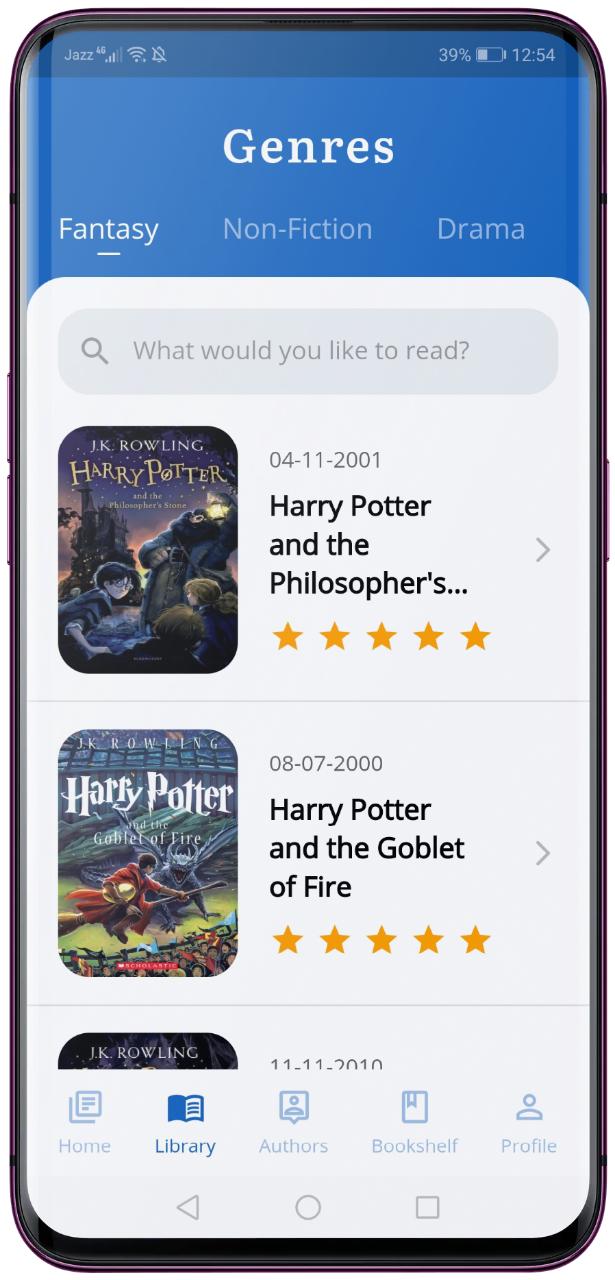 Jazz 4G 39% 12:54
Genres
Fantasy Non-Fiction Drama
What would you like to read?
J.K. ROWLING
HARRY POTTER
and the
Philosopher's Stone
BLOOMSBURY
04-11-2001
Harry Potter
and the
Philosopher's...
JK ROWLING
Harry Potter
and the
Goblet of Fire
SCHOLASTIC
08-07-2000
Harry Potter
and the Goblet
of Fire
J.K. ROWLING
11-11-2010
Home Library Authors Bookshelf Profile